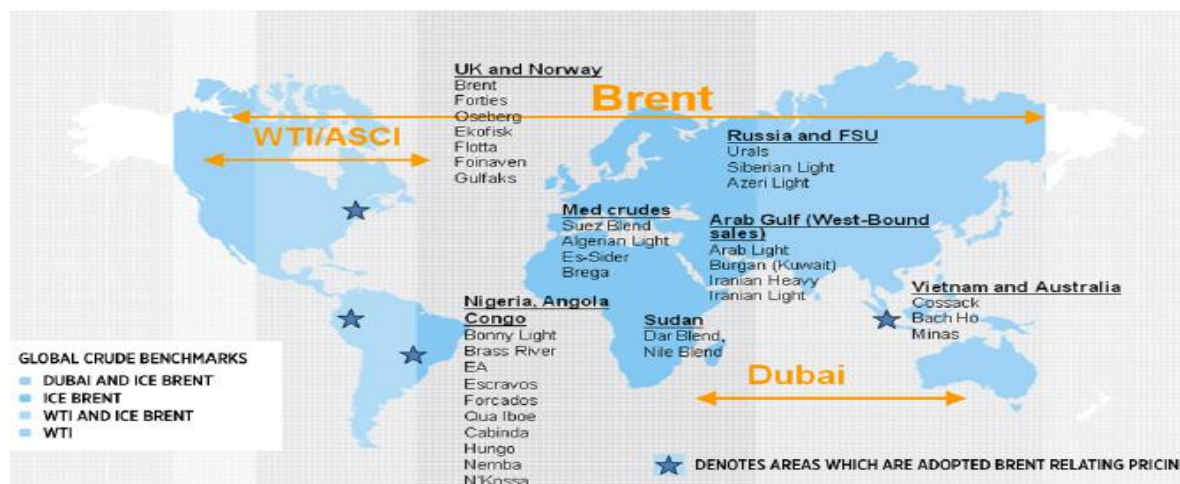 UK and Norway
Brent
Forties
Oseberg
Ekofisk
Flotta
Foinaven
Gulfaks
Brent
WTI/ASCI
Russia and FSU
Urals
Siberian Light
Azeri Light
Med crudes
Suez Blend
Algerian Light
Es-Sider
Brega
Arab Gulf (West-Bound
sales)
Arab Light
Burgan (Kuwait)
Iranian Heavy
Iranian Light
Vietnam and Australia
Cossack
Bach Ho
Minas
Nigeria, Angola
Congo
Bonny Light
Brass River
EA
Escravos
Forcados
Qua Iboe
Cabinda
Hungo
Nemba
N'Kossa
Sudan
Dar Blend,
Nile Blend
Dubai
GLOBAL CRUDE BENCHMARKS
DUBAI AND ICE BRENT
ICE BRENT
WTI AND ICE BRENT
WTI
DENOTES AREAS WHICH ARE ADOPTED BRENT RELATING PRICIN